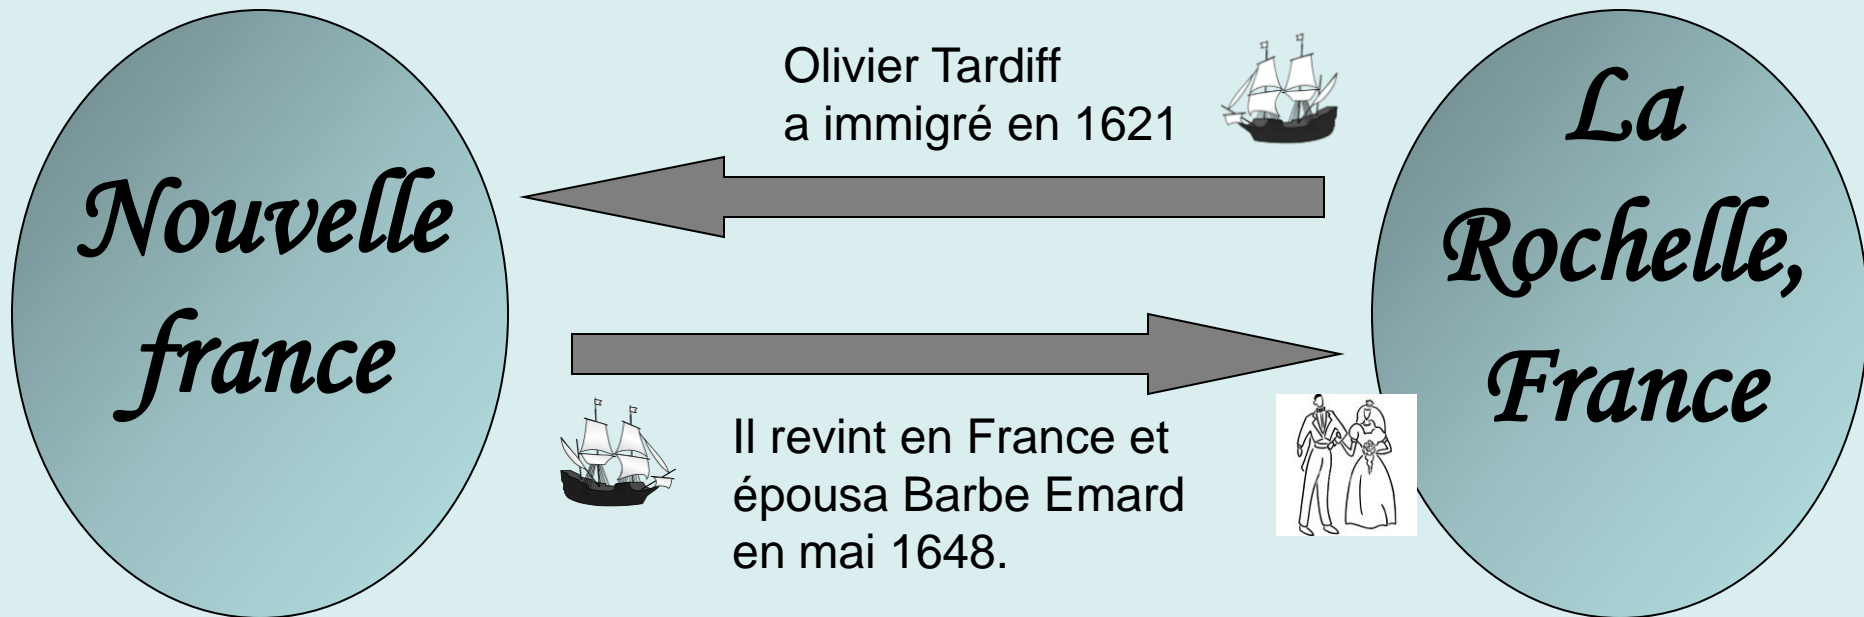 Nouvelle
france
Olivier Tardiff
a immigré en 1621
Il revint en France et
épousa Barbe Emard
en mai 1648.
La
Rochelle,
France